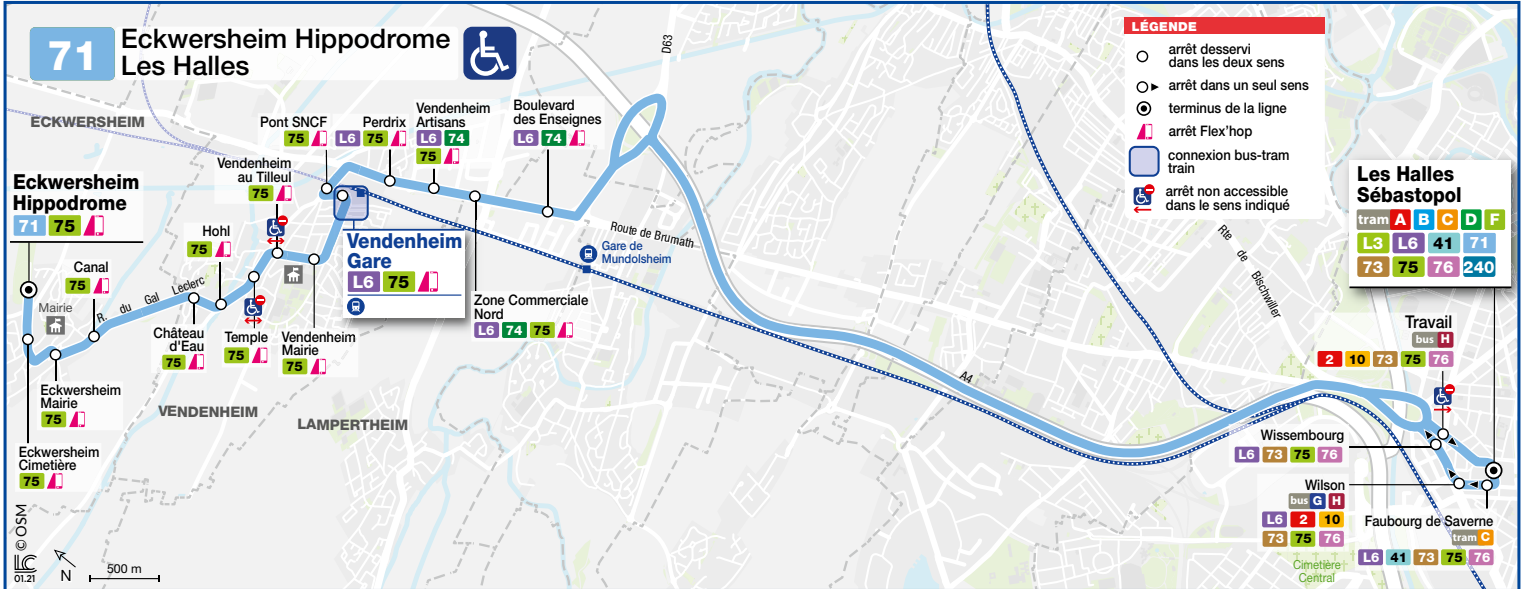 71
Eckwersheim Hippodrome
Les Halles
LÉGENDE
arrêt desservi
dans les deux sens
arrêt dans un seul sens
terminus de la ligne
arrêt Flex'hop
connexion bus-tram
train
arrêt non accessible
dans le sens indiqué
D63
ECKWERSHEIM
Eckwersheim
Hippodrome
71 75
Mairie
Canal
75
R. du Gal Leclerc
Eckwersheim
Mairie
75
Eckwersheim
Cimetière
75
Château
d'Eau
75
Hohl
75
Temple
75
Vendenheim
au Tilleul
75
Vendenheim
Mairie
75
VENDENHEIM
LAMPERTHEIM
Pont SNCF
75
Vendenheim
Gare
L6 75
Perdrix
L6 75
Vendenheim
Artisans
L6 74
75
Zone Commerciale
Nord
L6 74 75
Boulevard
des Enseignes
L6 74
Route de Brumath
Gare de
Mundolsheim
A4
Rte de Bischwiller
Les Halles
Sébastopol
tram A B C D F
L3 L6 41 71
73 75 76 240
Travail
bus H
2 10 73 75 76
Wissembourg
L6 73 75 76
Wilson
bus G H
L6 2 10
73 75 76
Faubourg de Saverne
tram C
L6 41 73 75 76
Cimetière
Central
© OSM
LC
01.21
N
500 m